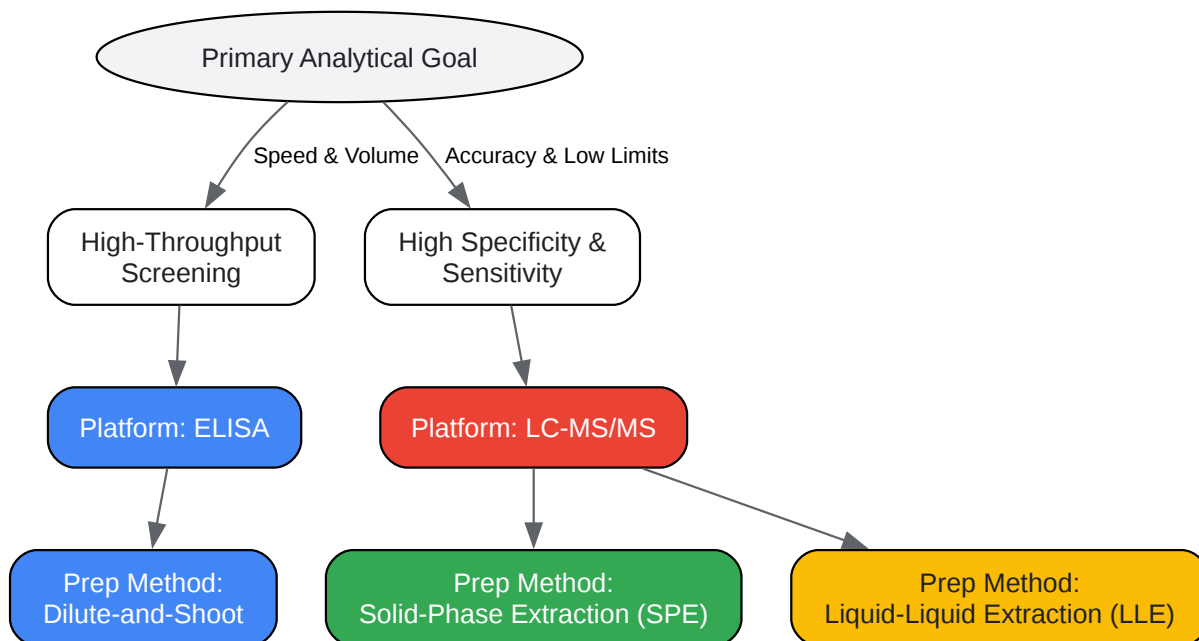 Primary Analytical Goal
Speed & Volume
Accuracy & Low Limits
High-Throughput
Screening
High Specificity &
Sensitivity
Platform: ELISA
Platform: LC-MS/MS
Prep Method:
Dilute-and-Shoot
Prep Method:
Solid-Phase Extraction (SPE)
Prep Method:
Liquid-Liquid Extraction (LLE)